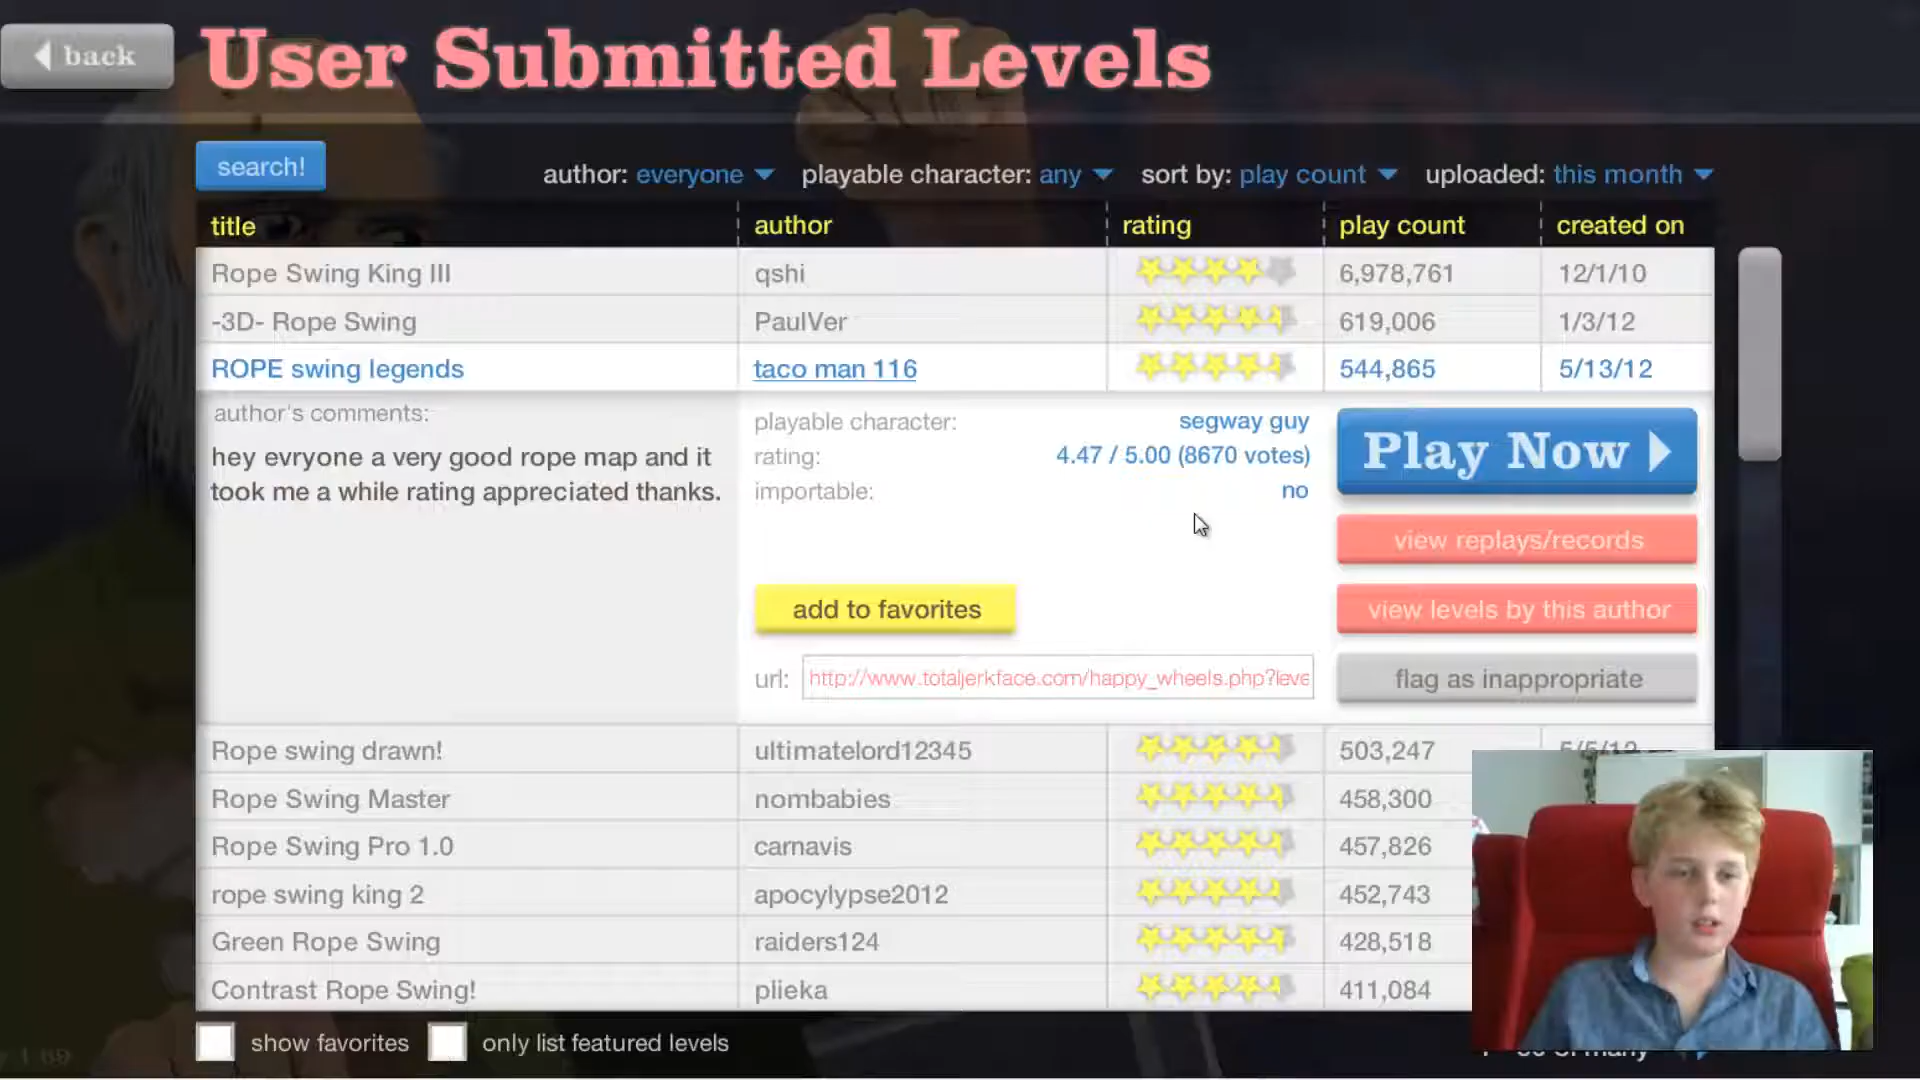 back
User Submitted Levels
search!
author: everyone playable character: any sort by: play count uploaded: this month
title author rating play count created on
Rope Swing King III qshi 6,978,761 12/1/10
-3D- Rope Swing PaulVer 619,006 1/3/12
ROPE swing legends taco man 116 544,865 5/13/12
author's comments:
hey evryone a very good rope map and it
took me a while rating appreciated thanks.
playable character: segway guy
rating: 4.47 / 5.00 (8670 votes)
importable: no
Play Now
view replays/records
add to favorites
view levels by this author
url: http://www.totaljerkface.com/happy_wheels.php?leve
flag as inappropriate
Rope swing drawn! ultimatelord12345 503,247
Rope Swing Master nombabies 458,300
Rope Swing Pro 1.0 carnavis 457,826
rope swing king 2 apocylypse2012 452,743
Green Rope Swing raiders124 428,518
Contrast Rope Swing! plieka 411,084
show favorites only list featured levels